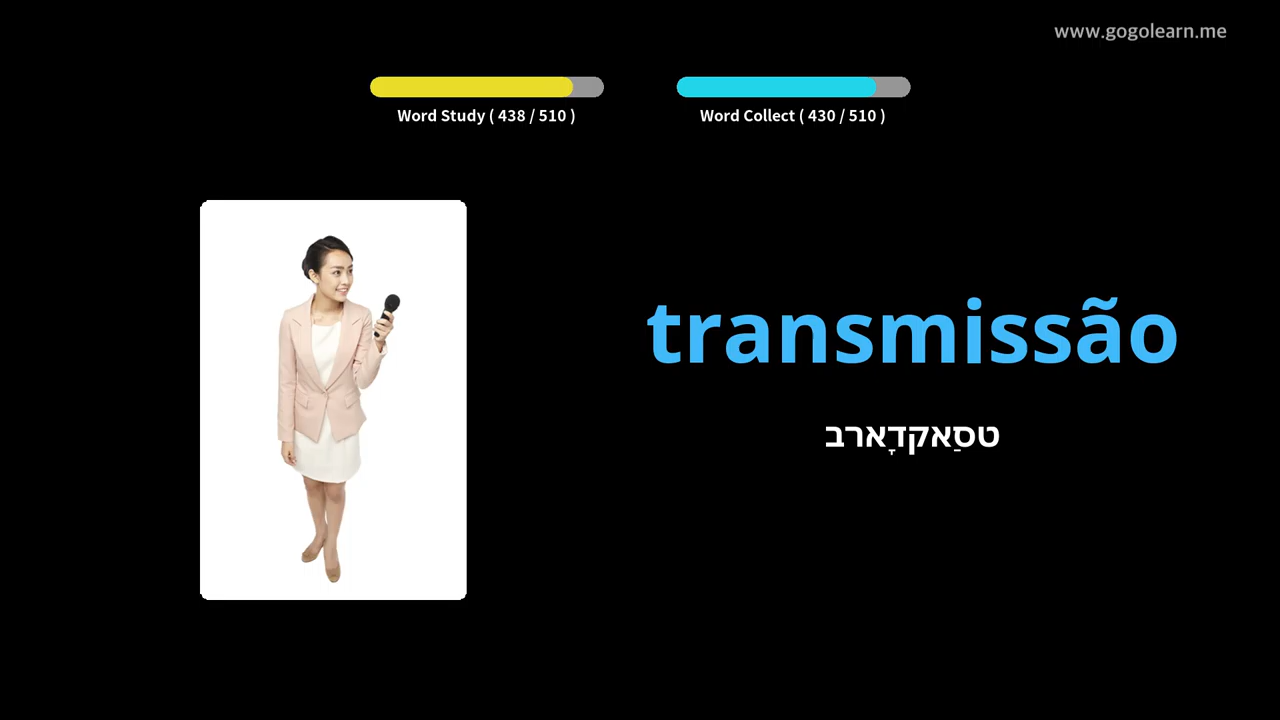 www.gogolearn.me
Word Study ( 438 / 510 )
Word Collect ( 430 / 510 )
transmissão
טסַאקדָארב